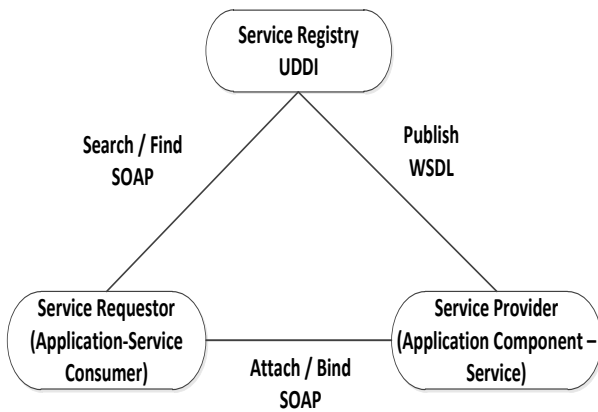 Service Registry
UDDI
Search / Find
SOAP
Publish
WSDL
Service Requestor
(Application-Service
Consumer)
Attach / Bind
SOAP
Service Provider
(Application Component –
Service)